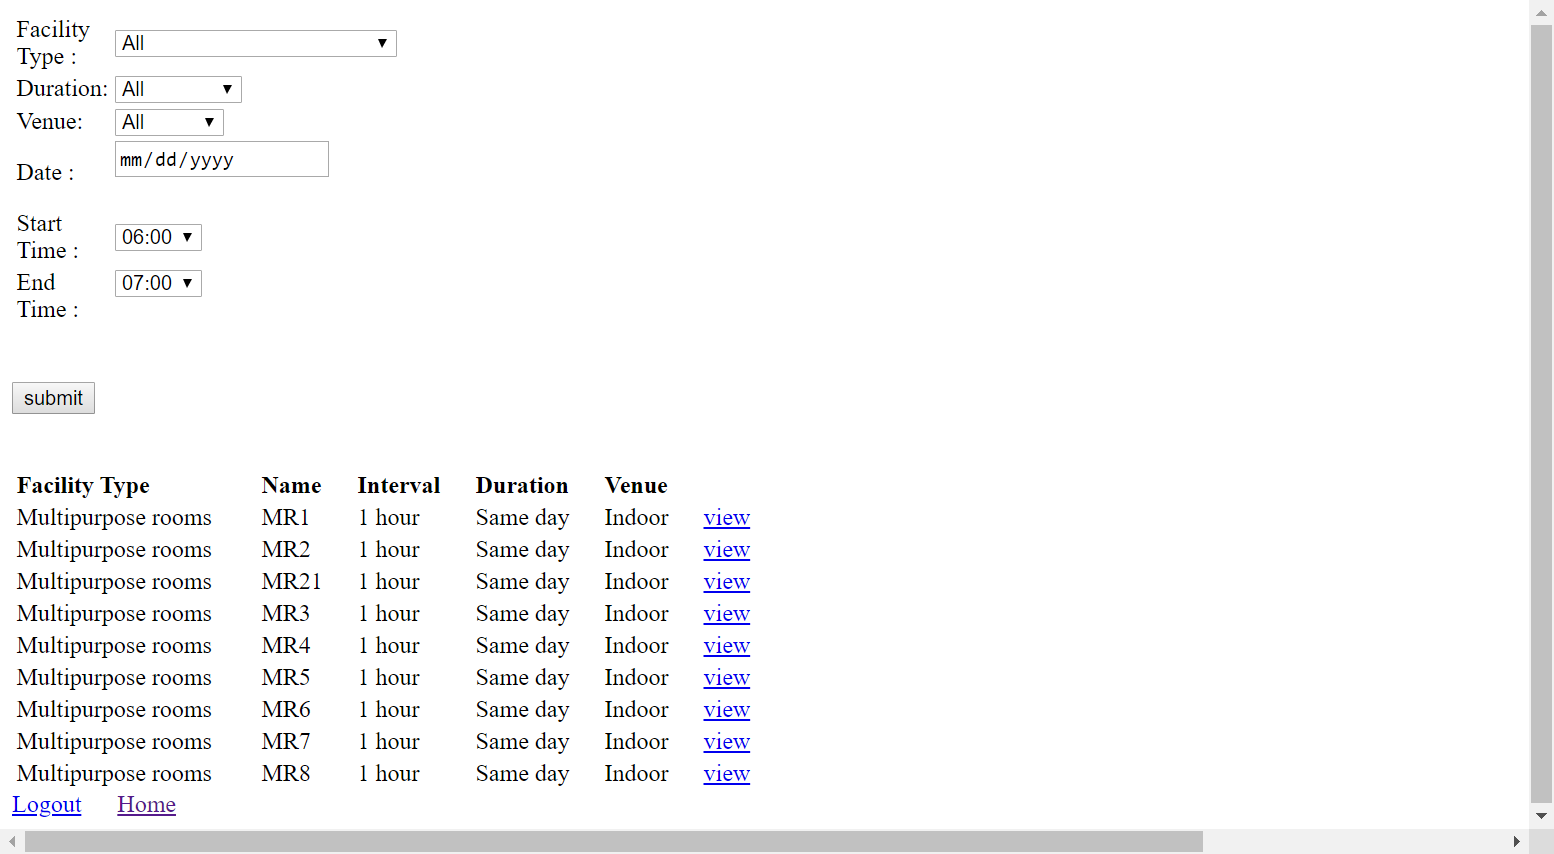 Facility
Type :
All
Duration:
All
Venue:
All
Date :
mm/dd/yyyy
Start
Time :
06:00
End
Time :
07:00
submit
Facility Type Name Interval Duration Venue
Multipurpose rooms MR1 1 hour Same day Indoor view
Multipurpose rooms MR2 1 hour Same day Indoor view
Multipurpose rooms MR21 1 hour Same day Indoor view
Multipurpose rooms MR3 1 hour Same day Indoor view
Multipurpose rooms MR4 1 hour Same day Indoor view
Multipurpose rooms MR5 1 hour Same day Indoor view
Multipurpose rooms MR6 1 hour Same day Indoor view
Multipurpose rooms MR7 1 hour Same day Indoor view
Multipurpose rooms MR8 1 hour Same day Indoor view
Logout Home